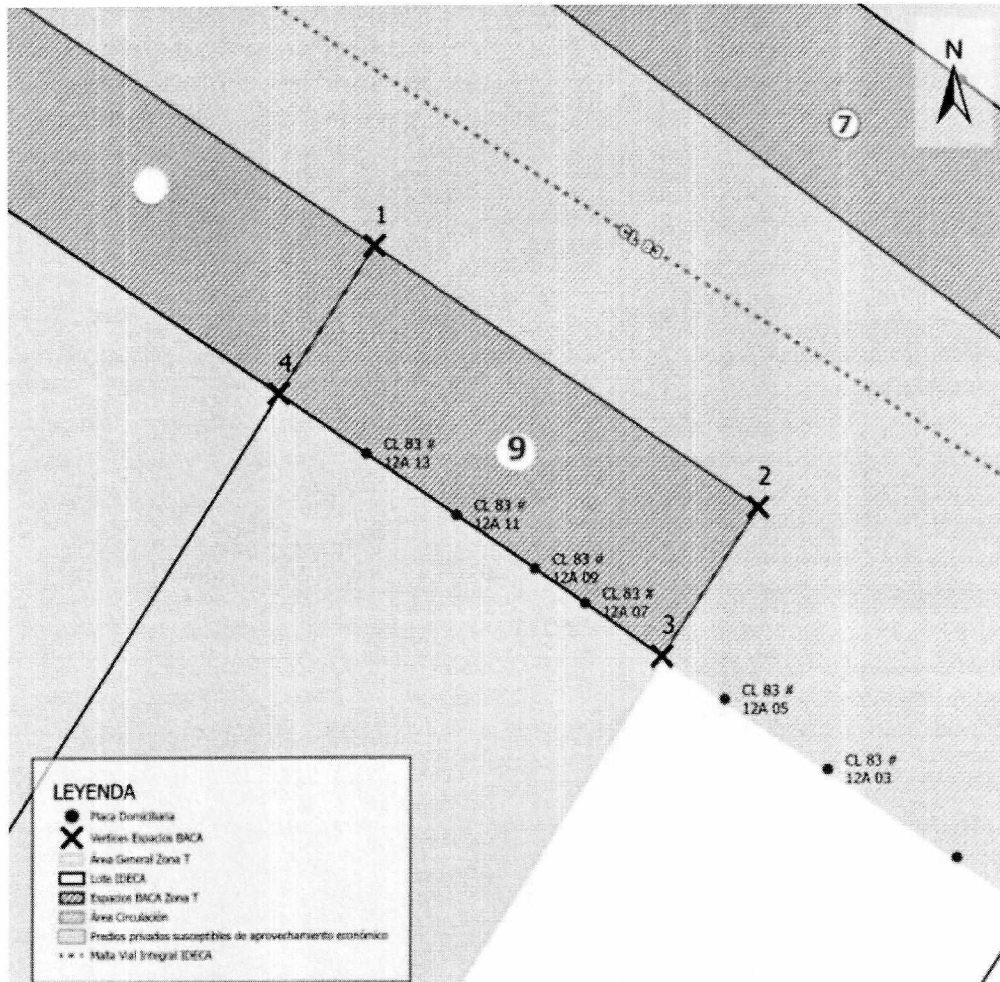 N
7
1
CL 83
4
CL 83 #
12A 13
9
2
CL 83 #
12A 11
CL 83 #
12A 09
CL 83 #
12A 07
3
CL 83 #
12A 05
CL 83 #
12A 03
LEYENDA
Placa Domiciliaria
Vertices Espacios BACA
Área General Zona T
Lote IDECA
Espacios BACA Zona T
Área Circulación
Predios privados susceptibles de aprovechamiento económico
Malla Vial Integral IDECA